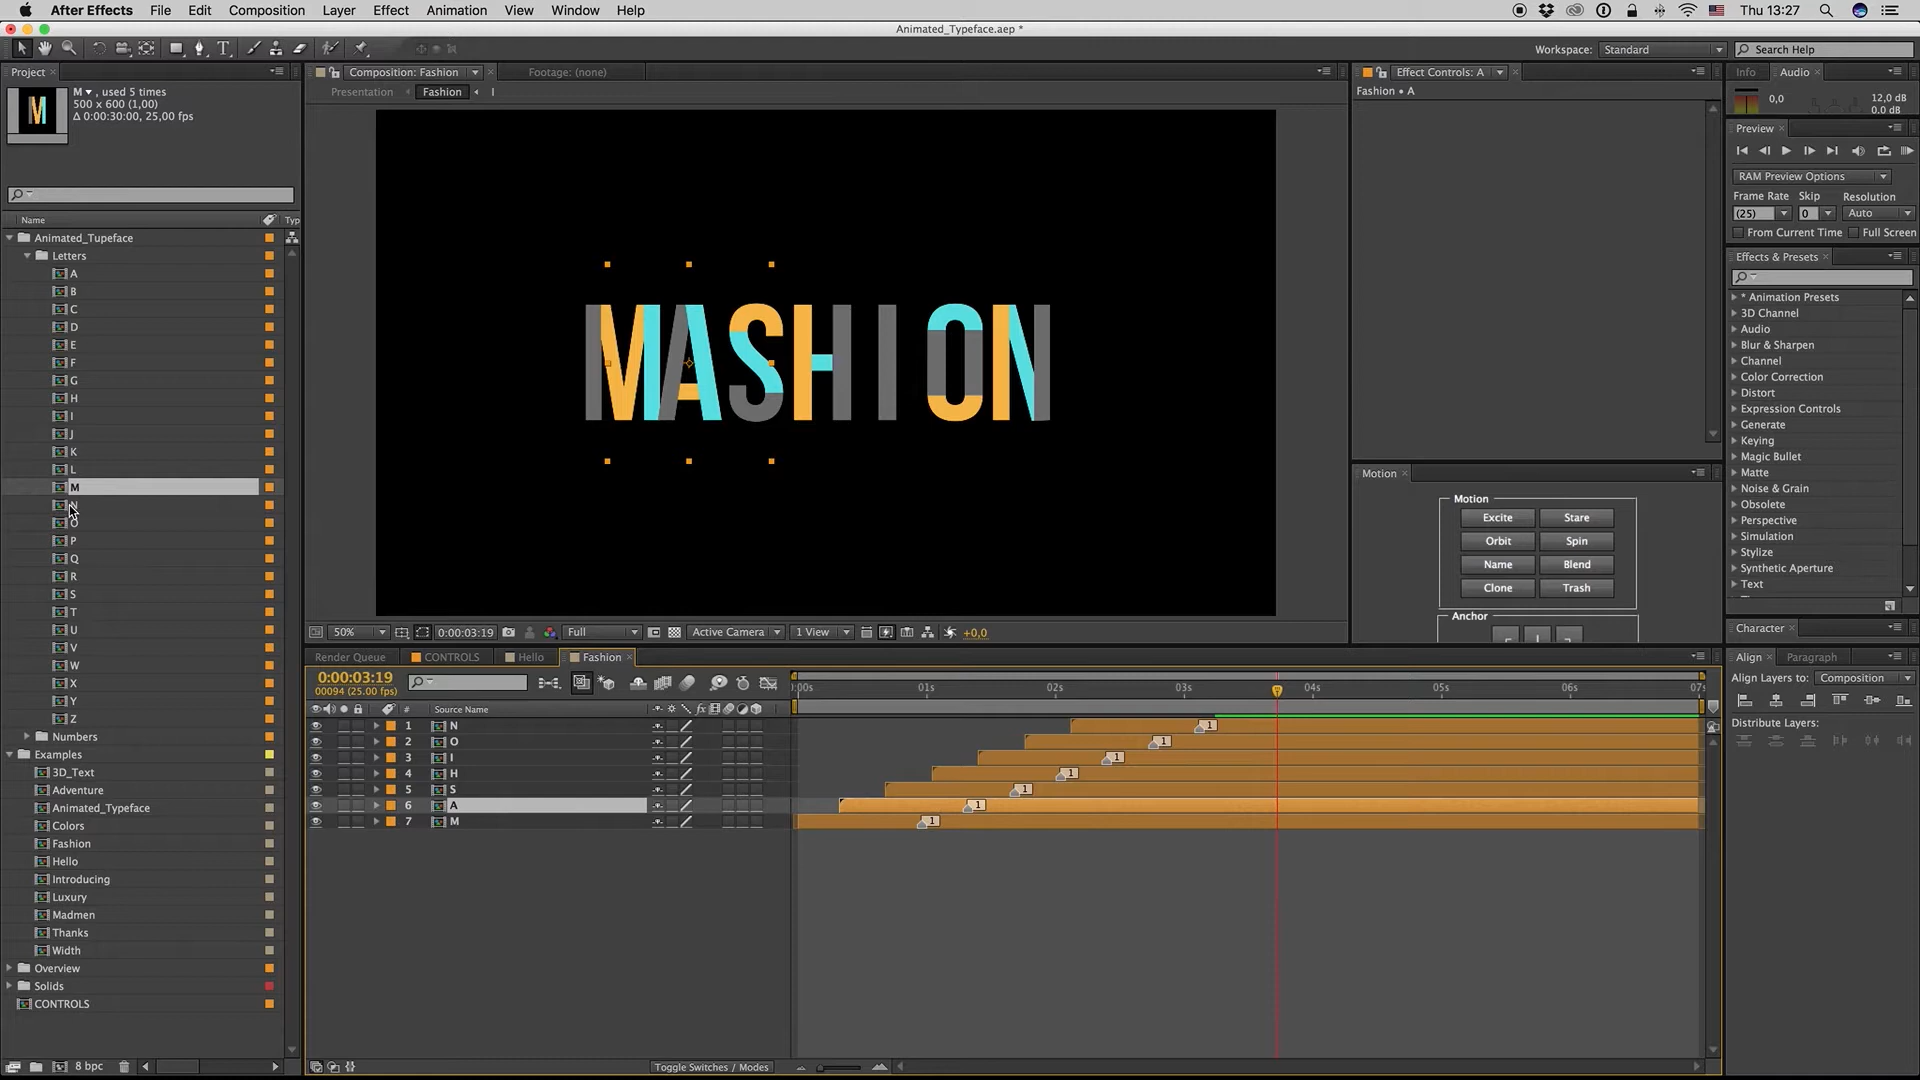 After Effects File Edit Composition Layer Effect Animation View Window Help Thu 13:27
Animated_Typeface.aep *
Workspace: Standard Search Help
Project
M , used 5 times
500 x 600 (1,00)
Δ 0:00:30:00, 25,00 fps
Name Typ
Animated_Tupeface
Letters
A
B
C
D
E
F
G
H
I
J
K
L
M
N
O
P
Q
R
S
T
U
V
W
X
Y
Z
Numbers
Examples
3D_Text
Adventure
Animated_Typeface
Colors
Fashion
Hello
Introducing
Luxury
Madmen
Thanks
Width
Overview
Solids
CONTROLS
8 bpc
Composition: Fashion Footage: (none)
Presentation Fashion I
MASHION
50% 0:00:03:19 Full Active Camera 1 View +0,0
Effect Controls: A
Fashion • A
Motion
Motion
Excite Stare
Orbit Spin
Name Blend
Clone Trash
Anchor
Info Audio
0,0 12,0 dB
0.0 dB
Preview
RAM Preview Options
Frame Rate Skip Resolution
(25) 0 Auto
From Current Time Full Screen
Effects & Presets
* Animation Presets
3D Channel
Audio
Blur & Sharpen
Channel
Color Correction
Distort
Expression Controls
Generate
Keying
Magic Bullet
Matte
Noise & Grain
Obsolete
Perspective
Simulation
Stylize
Synthetic Aperture
Text
Character
Align Paragraph
Align Layers to: Composition
Distribute Layers:
Render Queue CONTROLS Hello Fashion
0:00:03:19
00094 (25.00 fps)
# Source Name
:00s 01s 02s 03s 04s 05s 06s 07s
1 N 1
2 O 1
3 I 1
4 H 1
5 S 1
6 A 1
7 M 1
Toggle Switches / Modes